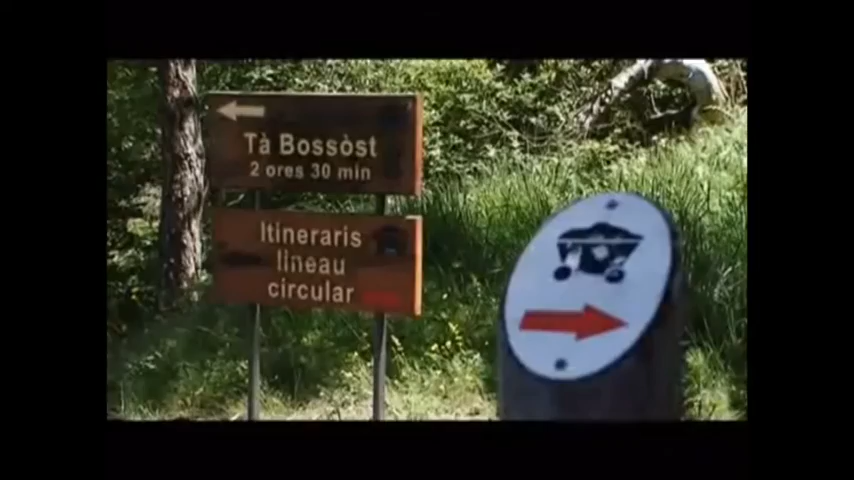 Tà Bossòst
2 ores 30 min
Itineraris
lineau
circular